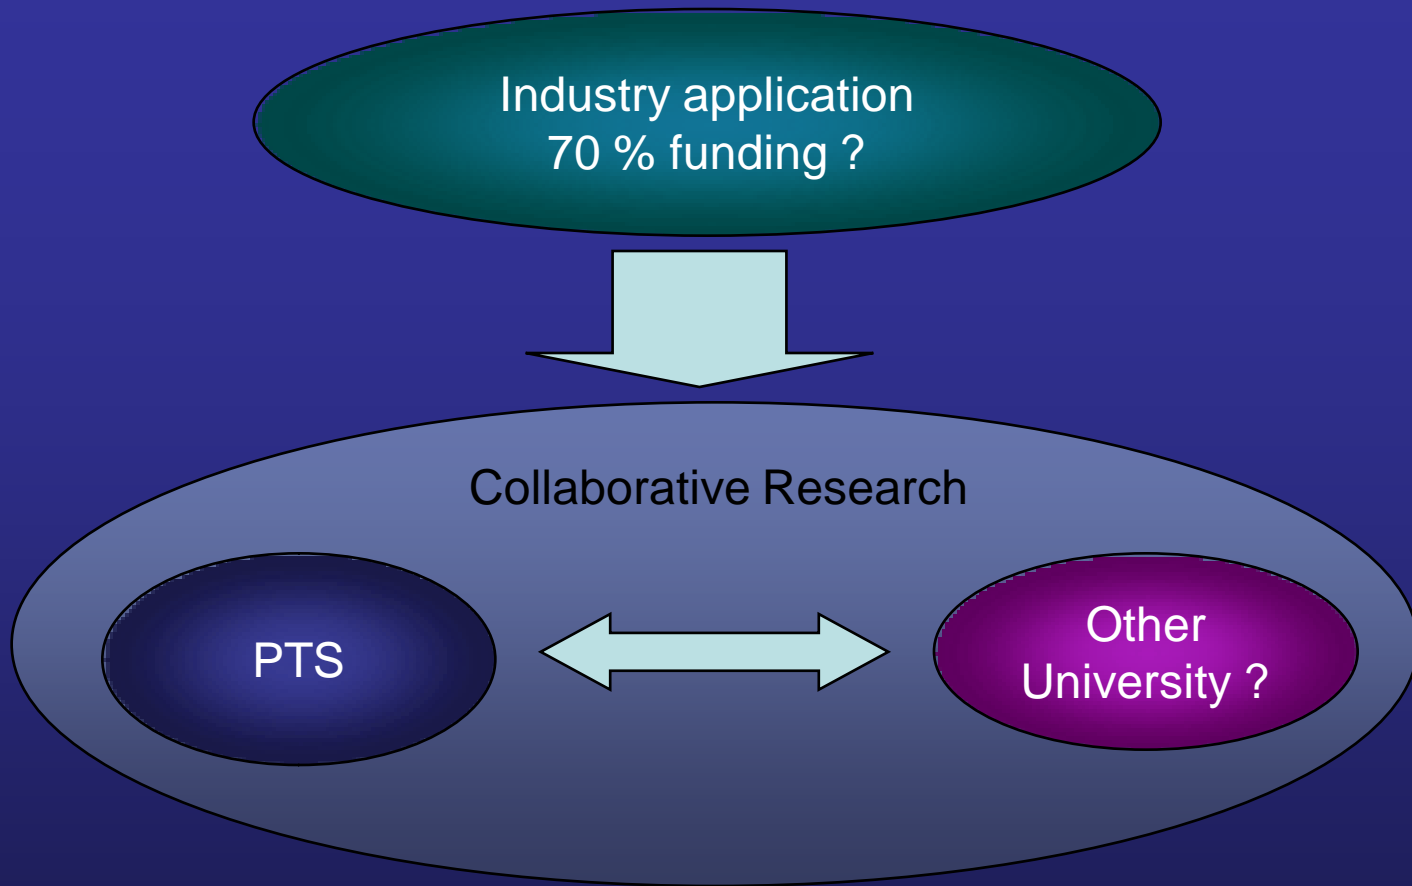 Industry application
70 % funding ?
Collaborative Research
PTS
Other
University ?